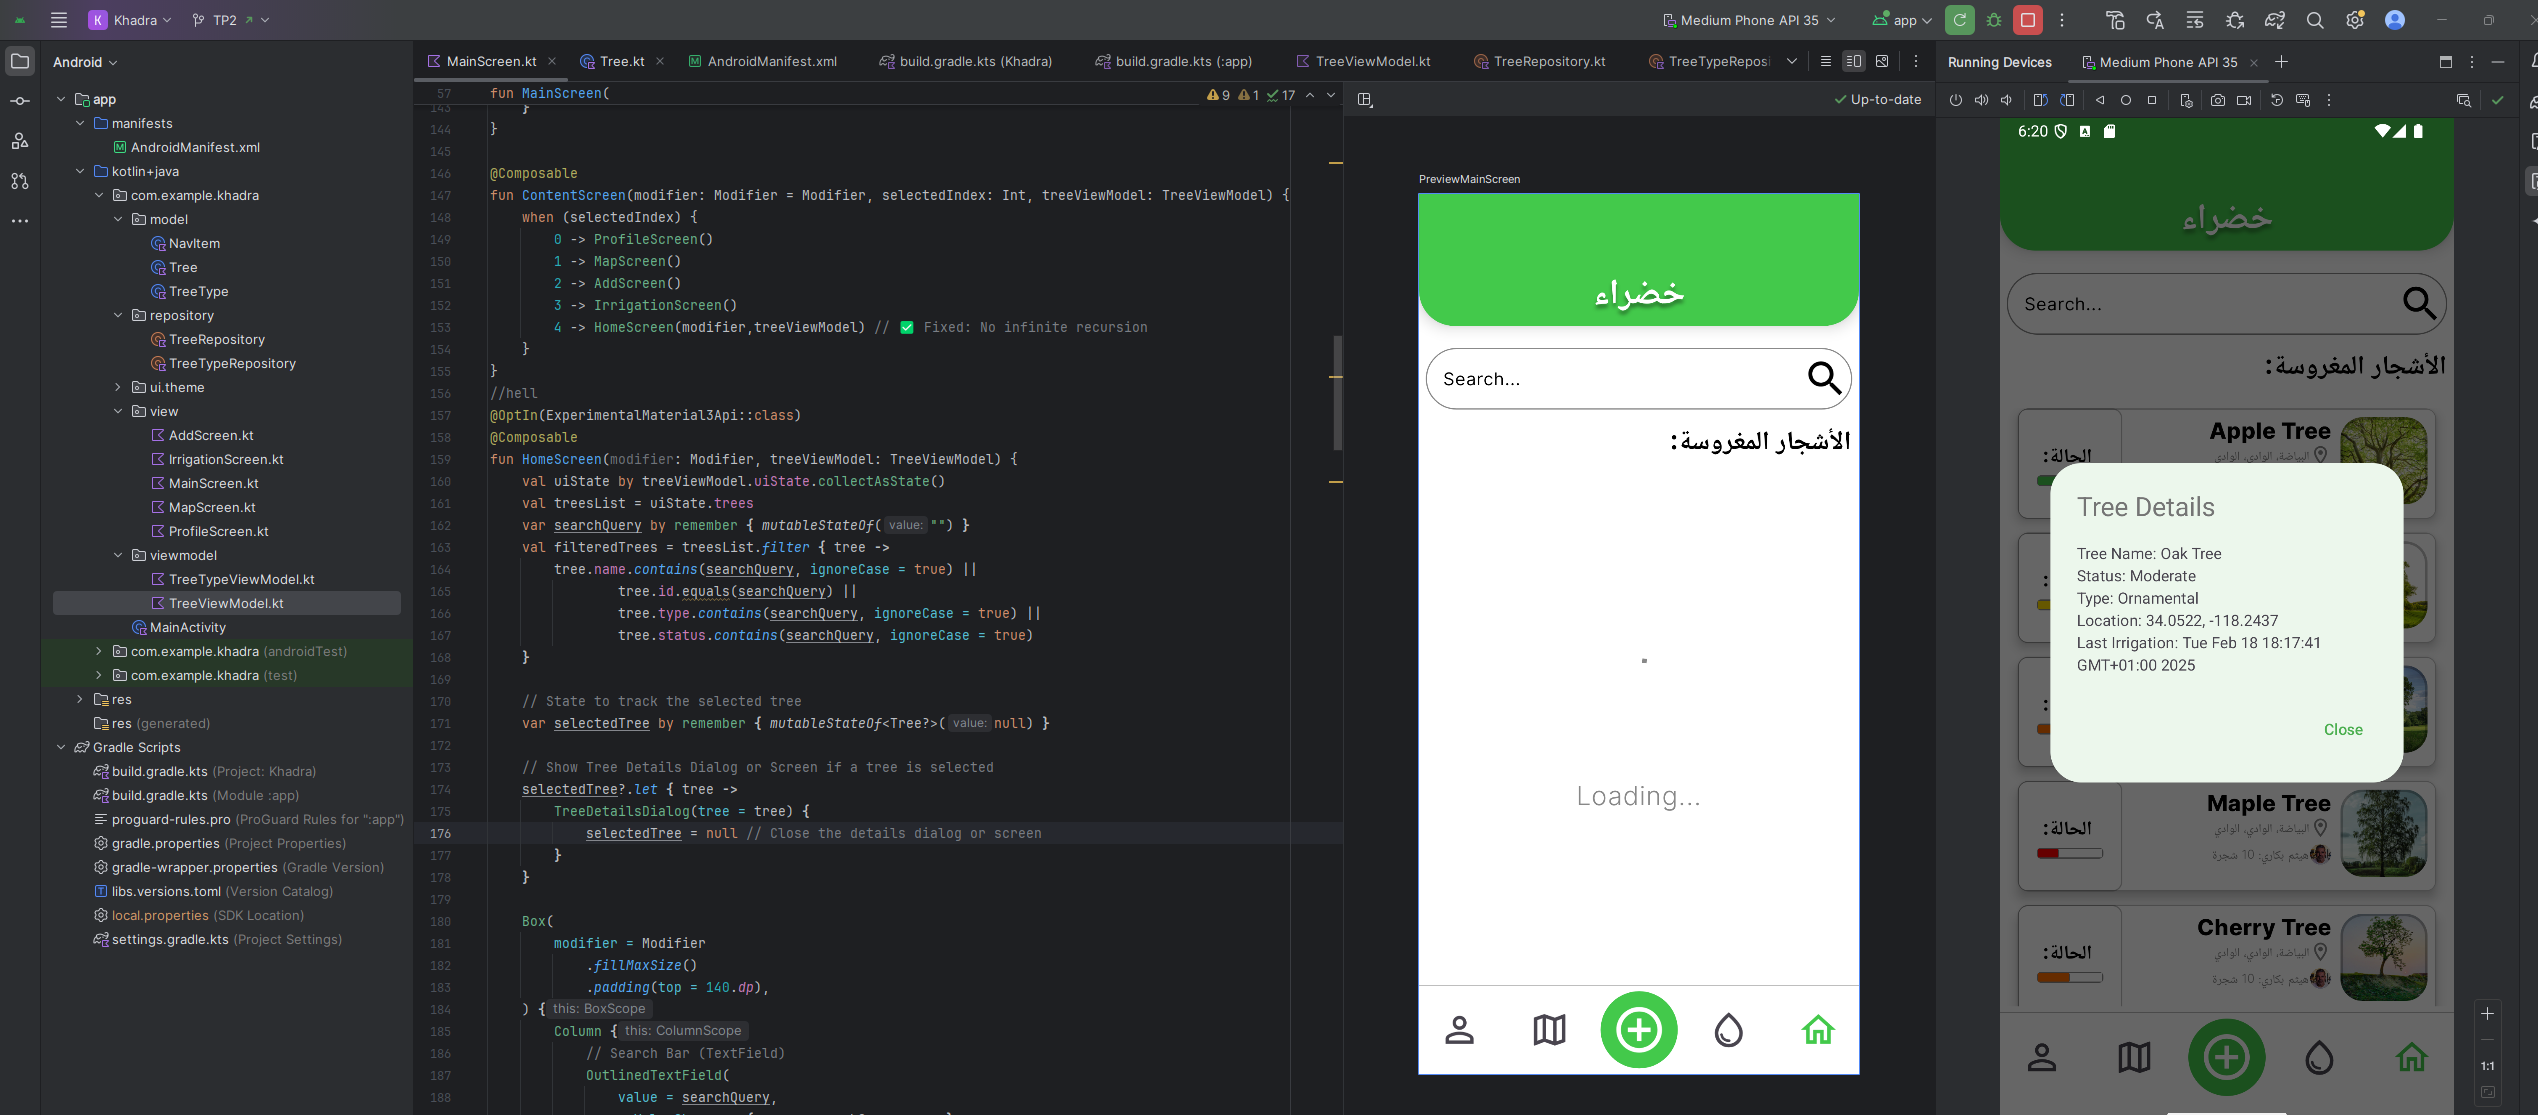 K Khadra TP2
Medium Phone API 35 app
Android
app
manifests
AndroidManifest.xml
kotlin+java
com.example.khadra
model
NavItem
Tree
TreeType
repository
TreeRepository
TreeTypeRepository
ui.theme
view
AddScreen.kt
IrrigationScreen.kt
MainScreen.kt
MapScreen.kt
ProfileScreen.kt
viewmodel
TreeTypeViewModel.kt
TreeViewModel.kt
MainActivity
com.example.khadra (androidTest)
com.example.khadra (test)
res
res (generated)
Gradle Scripts
build.gradle.kts (Project: Khadra)
build.gradle.kts (Module :app)
proguard-rules.pro (ProGuard Rules for ":app")
gradle.properties (Project Properties)
gradle-wrapper.properties (Gradle Version)
libs.versions.toml (Version Catalog)
local.properties (SDK Location)
settings.gradle.kts (Project Settings)
MainScreen.kt Tree.kt AndroidManifest.xml build.gradle.kts (Khadra) build.gradle.kts (:app) TreeViewModel.kt TreeRepository.kt TreeTypeReposi
57 fun MainScreen(
9 1 17
143 }
144 }
145
146 @Composable
147 fun ContentScreen(modifier: Modifier = Modifier, selectedIndex: Int, treeViewModel: TreeViewModel) {
148 when (selectedIndex) {
149 0 -> ProfileScreen()
150 1 -> MapScreen()
151 2 -> AddScreen()
152 3 -> IrrigationScreen()
153 4 -> HomeScreen(modifier,treeViewModel) // ✅ Fixed: No infinite recursion
154 }
155 }
156 //hell
157 @OptIn(ExperimentalMaterial3Api::class)
158 @Composable
159 fun HomeScreen(modifier: Modifier, treeViewModel: TreeViewModel) {
160 val uiState by treeViewModel.uiState.collectAsState()
161 val treesList = uiState.trees
162 var searchQuery by remember { mutableStateOf( value: "") }
163 val filteredTrees = treesList.filter { tree ->
164 tree.name.contains(searchQuery, ignoreCase = true) ||
165 tree.id.equals(searchQuery) ||
166 tree.type.contains(searchQuery, ignoreCase = true) ||
167 tree.status.contains(searchQuery, ignoreCase = true)
168 }
169
170 // State to track the selected tree
171 var selectedTree by remember { mutableStateOf<Tree?>( value: null) }
172
173 // Show Tree Details Dialog or Screen if a tree is selected
174 selectedTree?.let { tree ->
175 TreeDetailsDialog(tree = tree) {
176 selectedTree = null // Close the details dialog or screen
177 }
178 }
179
180 Box(
181 modifier = Modifier
182 .fillMaxSize()
183 .padding(top = 140.dp),
184 ) { this: BoxScope
185 Column { this: ColumnScope
186 // Search Bar (TextField)
187 OutlinedTextField(
188 value = searchQuery,
Up-to-date
PreviewMainScreen
خضراء
Search...
الأشجار المغروسة:
Loading...
Running Devices Medium Phone API 35
6:20
خضراء
Search...
الأشجار المغروسة:
Apple Tree
البياضة، الوادي، الوادي
الحالة:
Tree Details
Tree Name: Oak Tree
Status: Moderate
Type: Ornamental
Location: 34.0522, -118.2437
Last Irrigation: Tue Feb 18 18:17:41
GMT+01:00 2025
Close
Maple Tree
البياضة، الوادي، الوادي
الحالة:
هيثم بكاري: 10 شجرة
Cherry Tree
البياضة، الوادي، الوادي
الحالة:
هيثم بكاري: 10 شجرة
1:1